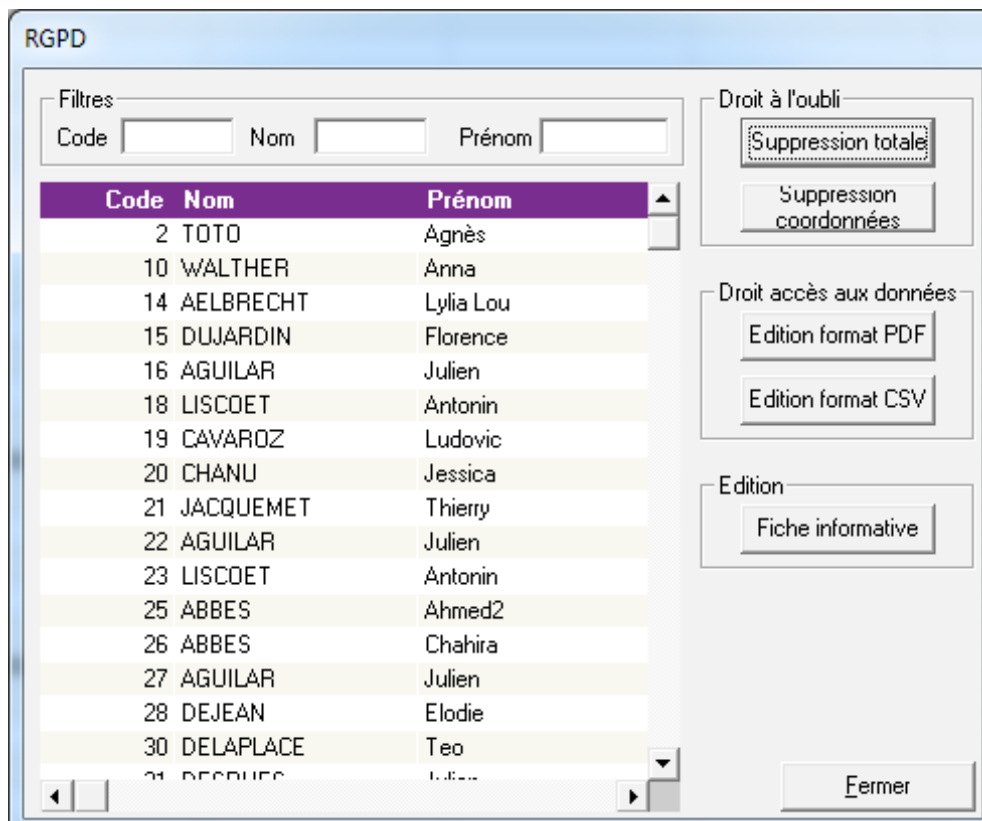 RGPD
Filtres
Code Nom Prénom
Code Nom Prénom
2 TOTO Agnès
10 WALTHER Anna
14 AELBRECHT Lylia Lou
15 DUJARDIN Florence
16 AGUILAR Julien
18 LISCOET Antonin
19 CAVAROZ Ludovic
20 CHANU Jessica
21 JACQUEMET Thierry
22 AGUILAR Julien
23 LISCOET Antonin
25 ABBES Ahmed2
26 ABBES Chahira
27 AGUILAR Julien
28 DEJEAN Elodie
30 DELAPLACE Teo
Droit à l'oubli
Suppression totale
Suppression
coordonnées
Droit accès aux données
Edition format PDF
Edition format CSV
Edition
Fiche informative
Fermer